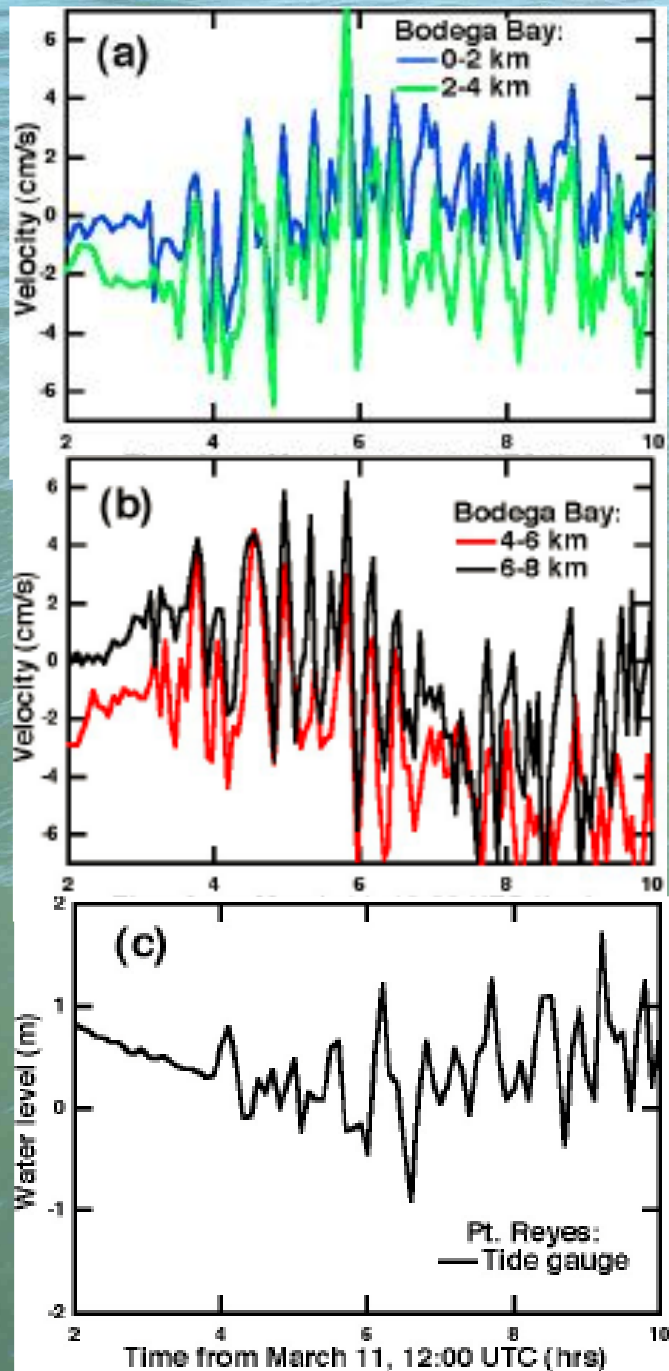 (a)
Bodega Bay:
0-2 km
2-4 km
Velocity (cm/s)
6
4
2
0
-2
-4
-6
2 4 6 8 10
(b)
Bodega Bay:
4-6 km
6-8 km
Velocity (cm/s)
6
4
2
0
-2
-4
-6
2 4 6 8 10
(c)
Water level (m)
2
1
0
-1
-2
Pt. Reyes:
Tide gauge
2 4 6 8 10
Time from March 11, 12:00 UTC (hrs)